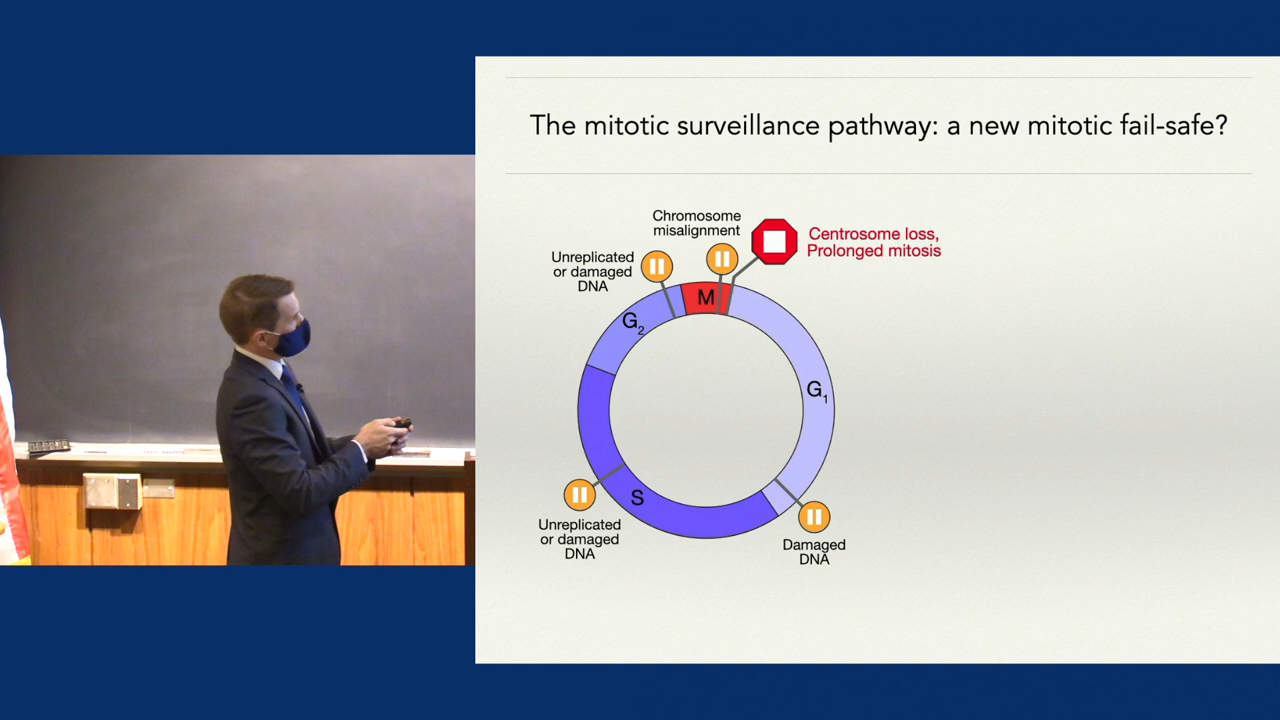 The mitotic surveillance pathway: a new mitotic fail-safe?
Chromosome
misalignment
Centrosome loss,
Prolonged mitosis
Unreplicated
or damaged
DNA
M
G2
G1
S
Unreplicated
or damaged
DNA
Damaged
DNA